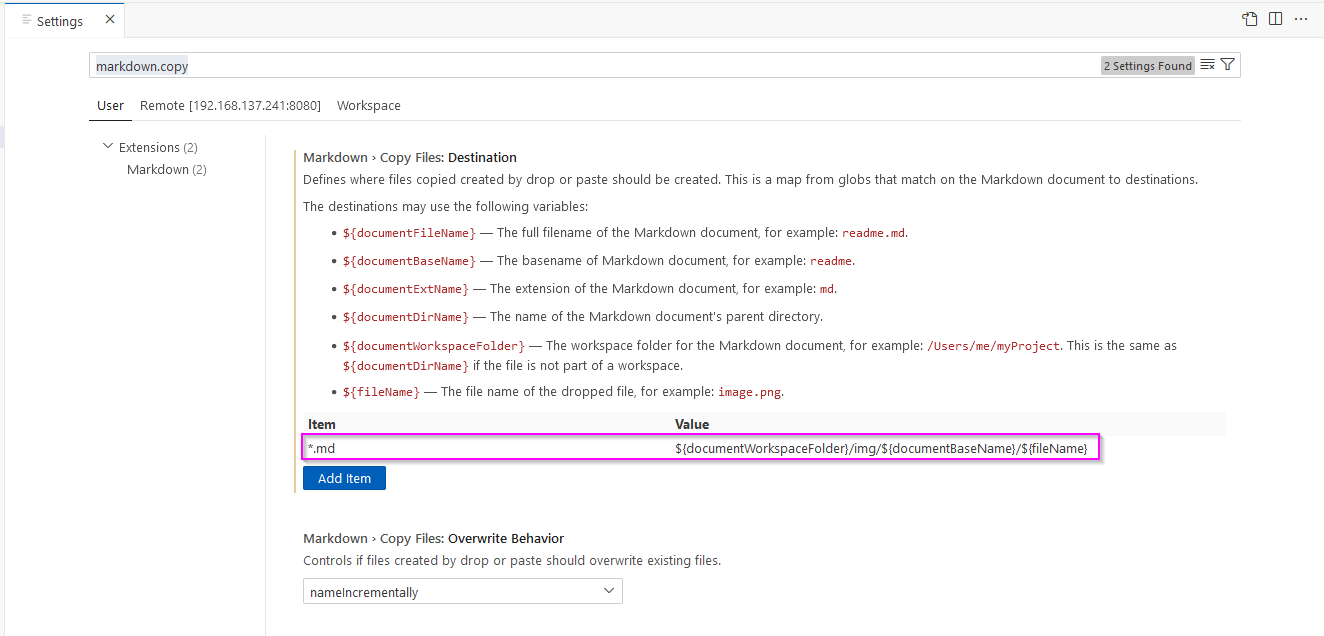 Settings
markdown.copy
2 Settings Found
User Remote [192.168.137.241:8080] Workspace
Extensions (2)
Markdown (2)
Markdown › Copy Files: Destination
Defines where files copied created by drop or paste should be created. This is a map from globs that match on the Markdown document to destinations.
The destinations may use the following variables:
• ${documentFileName} — The full filename of the Markdown document, for example: readme.md.
• ${documentBaseName} — The basename of Markdown document, for example: readme.
• ${documentExtName} — The extension of the Markdown document, for example: md.
• ${documentDirName} — The name of the Markdown document's parent directory.
• ${documentWorkspaceFolder} — The workspace folder for the Markdown document, for example: /Users/me/myProject. This is the same as
${documentDirName} if the file is not part of a workspace.
• ${fileName} — The file name of the dropped file, for example: image.png.
Item Value
*.md ${documentWorkspaceFolder}/img/${documentBaseName}/${fileName}
Add Item
Markdown › Copy Files: Overwrite Behavior
Controls if files created by drop or paste should overwrite existing files.
nameIncrementally